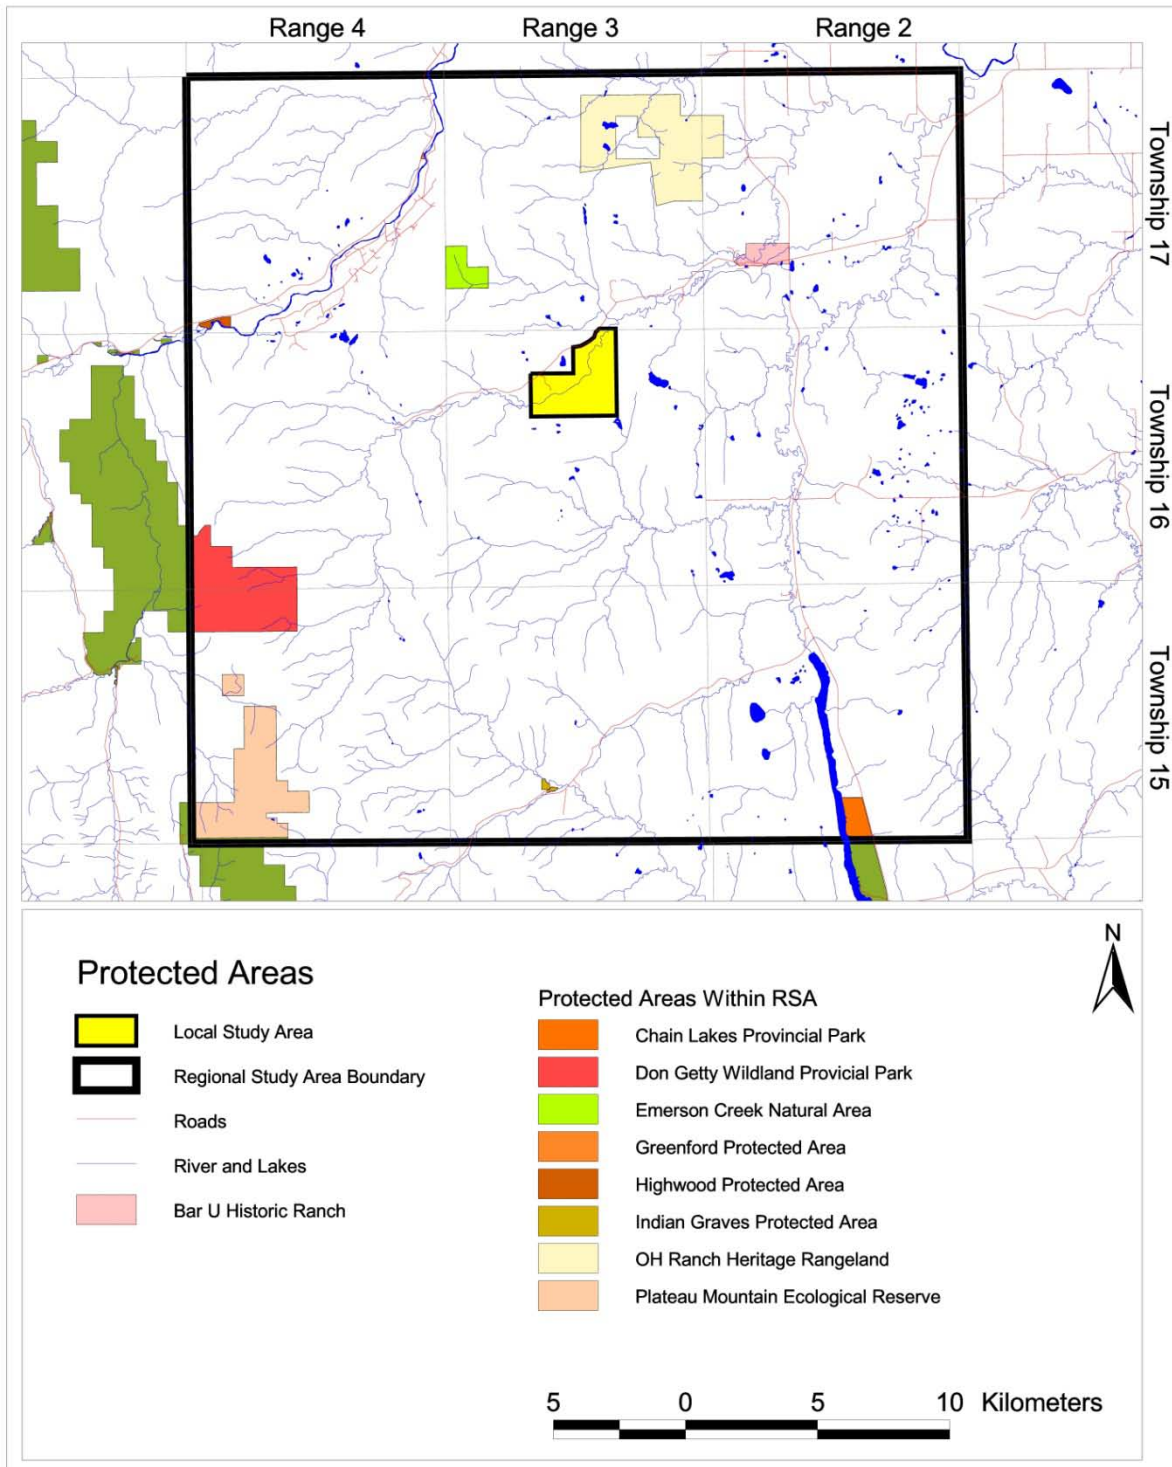 Range 4
Range 3
Range 2
Township 17
Township 16
Township 15
N
Protected Areas
Local Study Area
Regional Study Area Boundary
Roads
River and Lakes
Bar U Historic Ranch
Protected Areas Within RSA
Chain Lakes Provincial Park
Don Getty Wildland Provicial Park
Emerson Creek Natural Area
Greenford Protected Area
Highwood Protected Area
Indian Graves Protected Area
OH Ranch Heritage Rangeland
Plateau Mountain Ecological Reserve
5 0 5 10 Kilometers